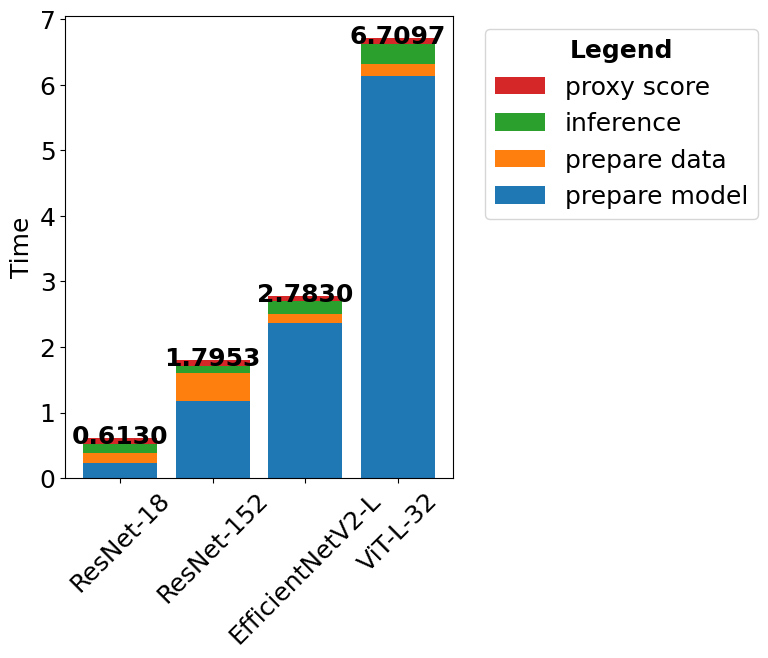 7
6
5
4
3
2
1
0
Time
0.6130
1.7953
2.7830
6.7097
ResNet-18
ResNet-152
EfficientNetV2-L
ViT-L-32
Legend
proxy score
inference
prepare data
prepare model